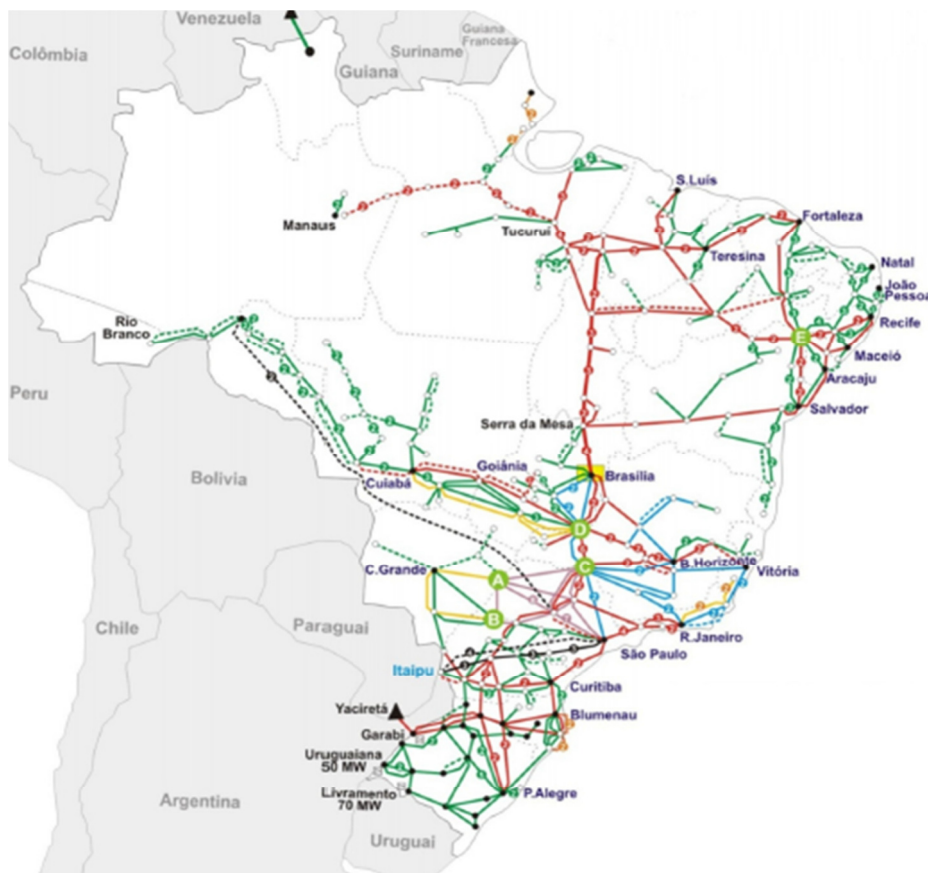 Venezuela
Colômbia
Guiana
Suriname
Guiana
Francesa
Manaus
Tucuruí
S.Luís
Fortaleza
Teresina
Natal
João
Pessoa
Recife
Maceió
Aracaju
Salvador
Rio
Branco
Peru
Serra da Mesa
E
Bolívia
Cuiabá
Goiânia
Brasília
D
C.Grande
A
B
C
B.Horizonte
Vitória
Chile
Paraguai
R.Janeiro
São Paulo
Itaipu
Curitiba
Yaciretá
Blumenau
Garabi
Uruguaiana
50 MW
Livramento
70 MW
P.Alegre
Argentina
Uruguai